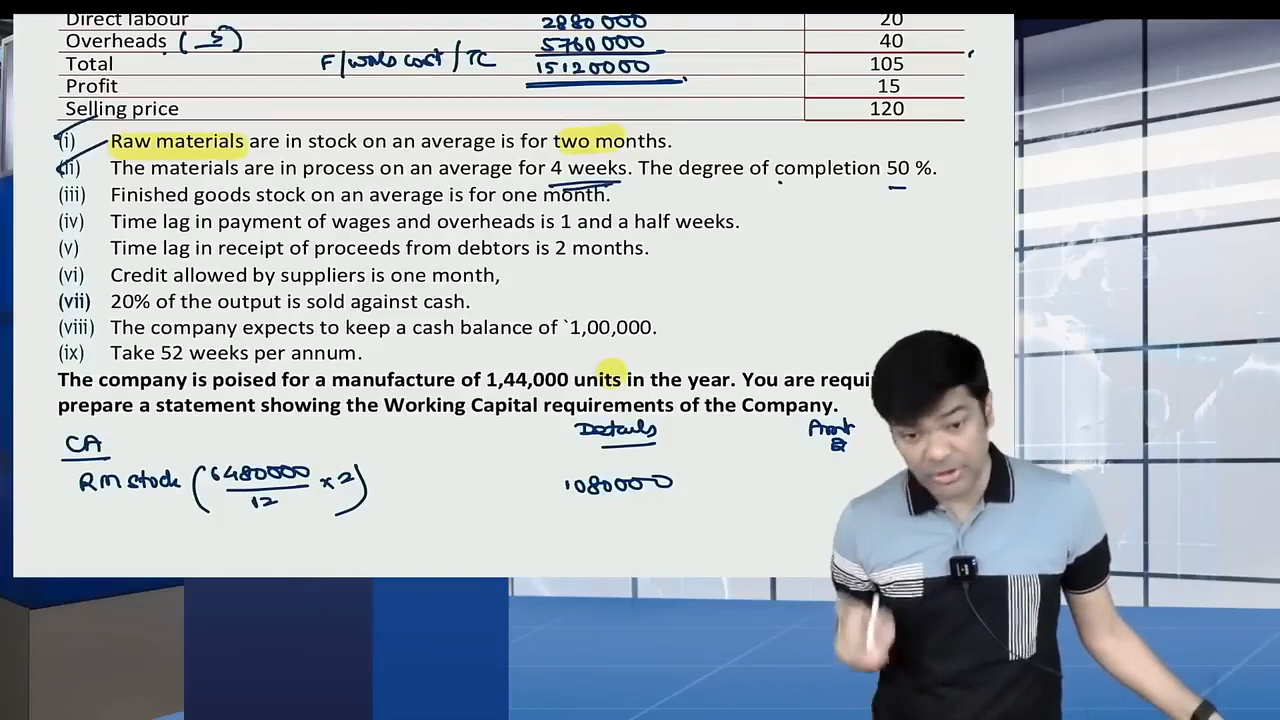 Direct labour 2880000 20
Overheads (5) 5760000 40
Total F/works cost/TC 15120000 105
Profit 15
Selling price 120
(i) Raw materials are in stock on an average is for two months.
(ii) The materials are in process on an average for 4 weeks. The degree of completion 50 %.
(iii) Finished goods stock on an average is for one month.
(iv) Time lag in payment of wages and overheads is 1 and a half weeks.
(v) Time lag in receipt of proceeds from debtors is 2 months.
(vi) Credit allowed by suppliers is one month,
(vii) 20% of the output is sold against cash.
(viii) The company expects to keep a cash balance of `1,00,000.
(ix) Take 52 weeks per annum.
The company is poised for a manufacture of 1,44,000 units in the year. You are requi
prepare a statement showing the Working Capital requirements of the Company.
CA Details Amt
RM stock (6480000/12 x 2) 1080000